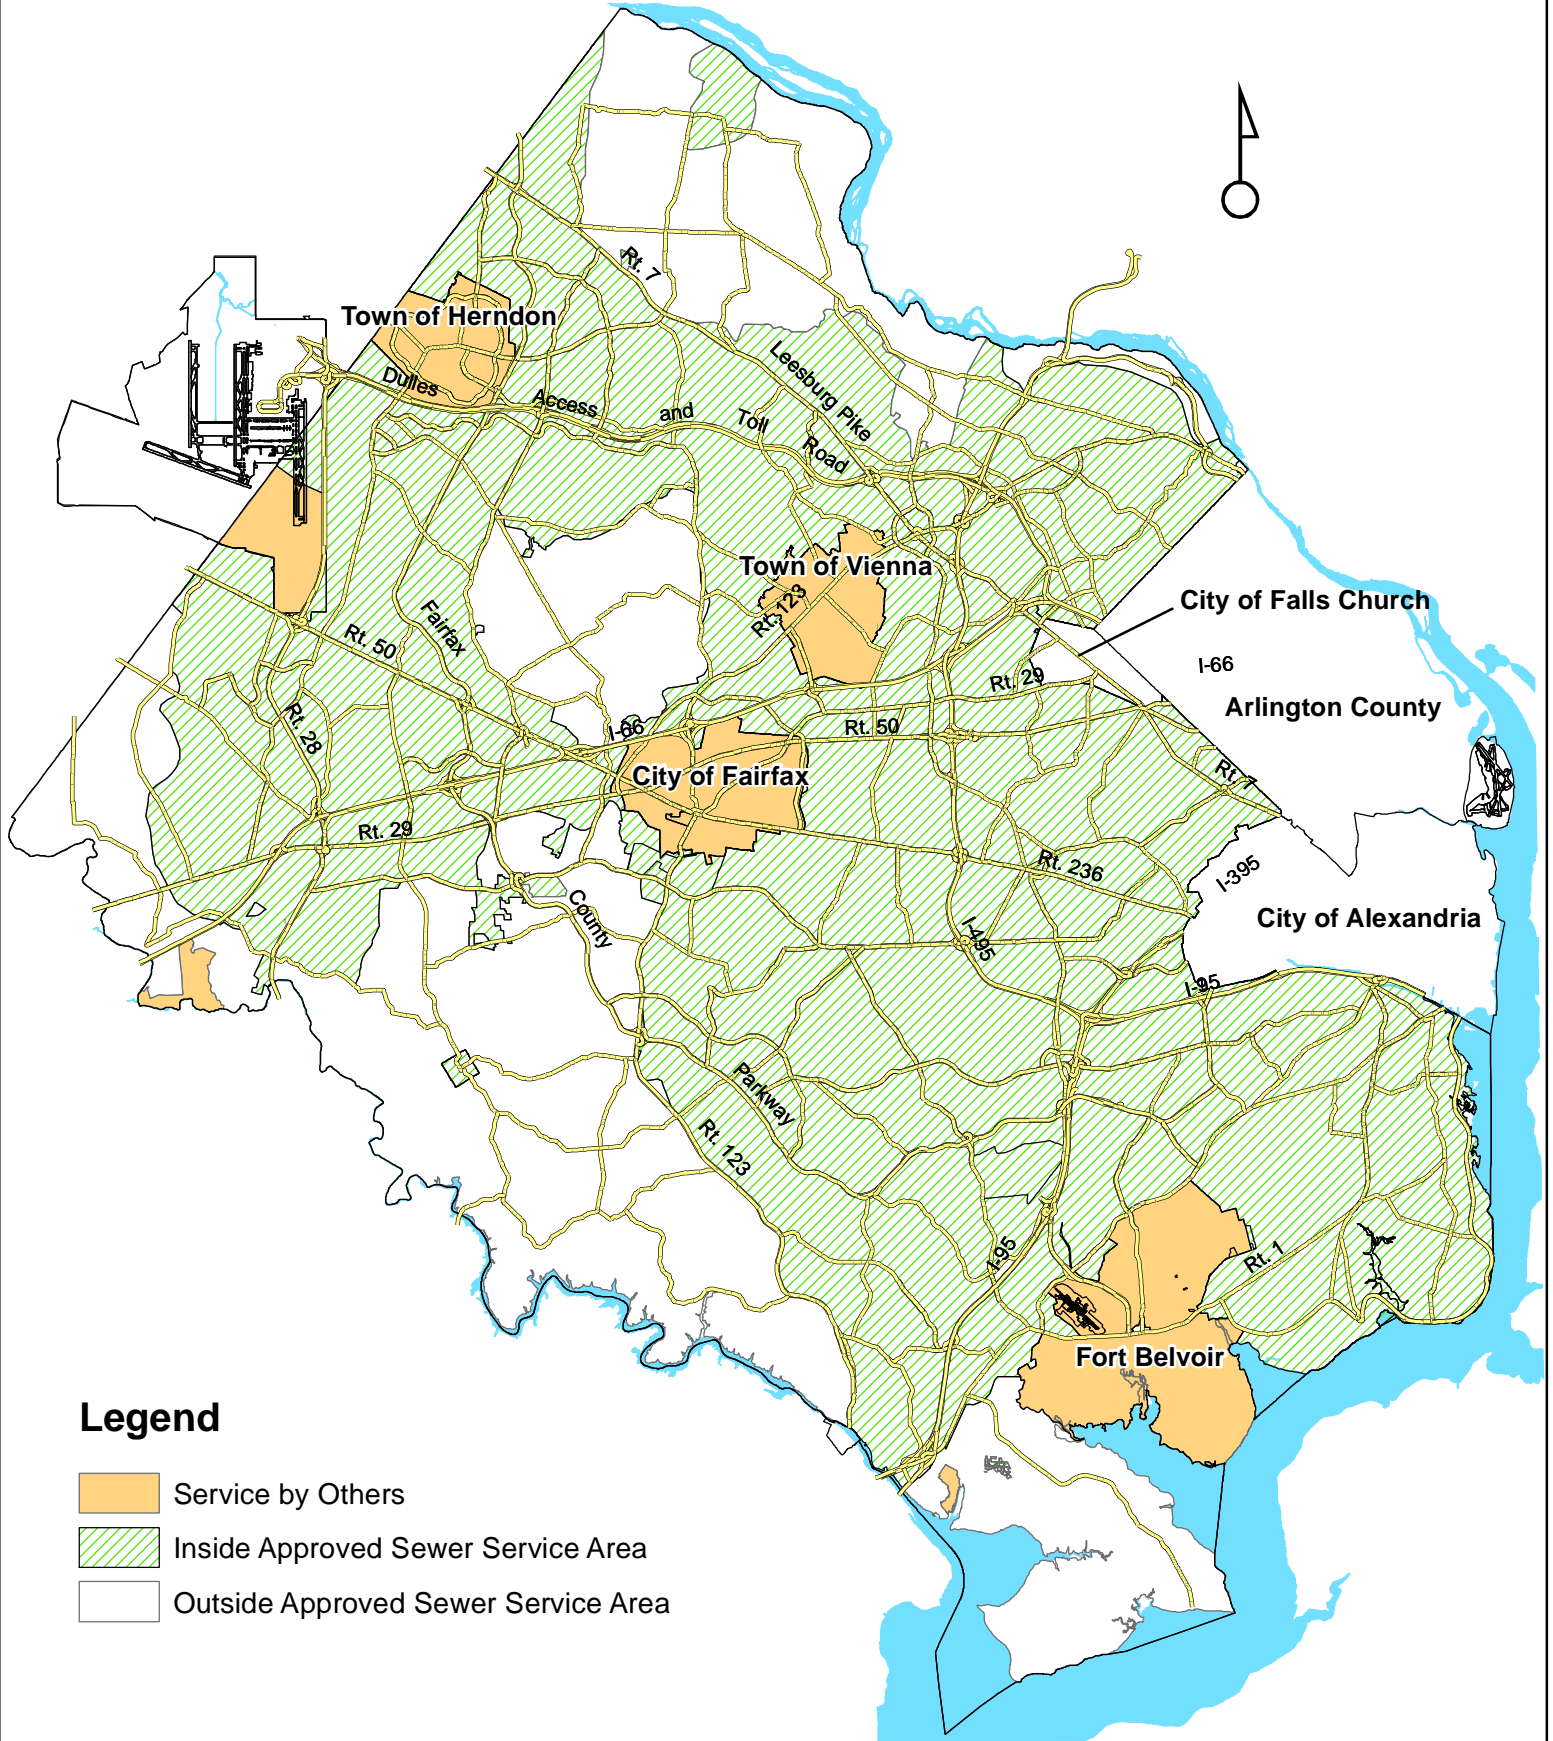 Rt. 7
Town of Herndon
Dulles
Access
and
Toll
Road
Leesburg Pike
Town of Vienna
Rt. 123
City of Falls Church
I-66
Arlington County
Fairfax
Rt. 50
Rt. 29
Rt. 28
I-66
Rt. 50
City of Fairfax
Rt. 7
Rt. 29
Rt. 236
I-395
City of Alexandria
County
I-495
I-95
Parkway
Rt. 123
I-95
Rt. 1
Fort Belvoir
Legend
Service by Others
Inside Approved Sewer Service Area
Outside Approved Sewer Service Area